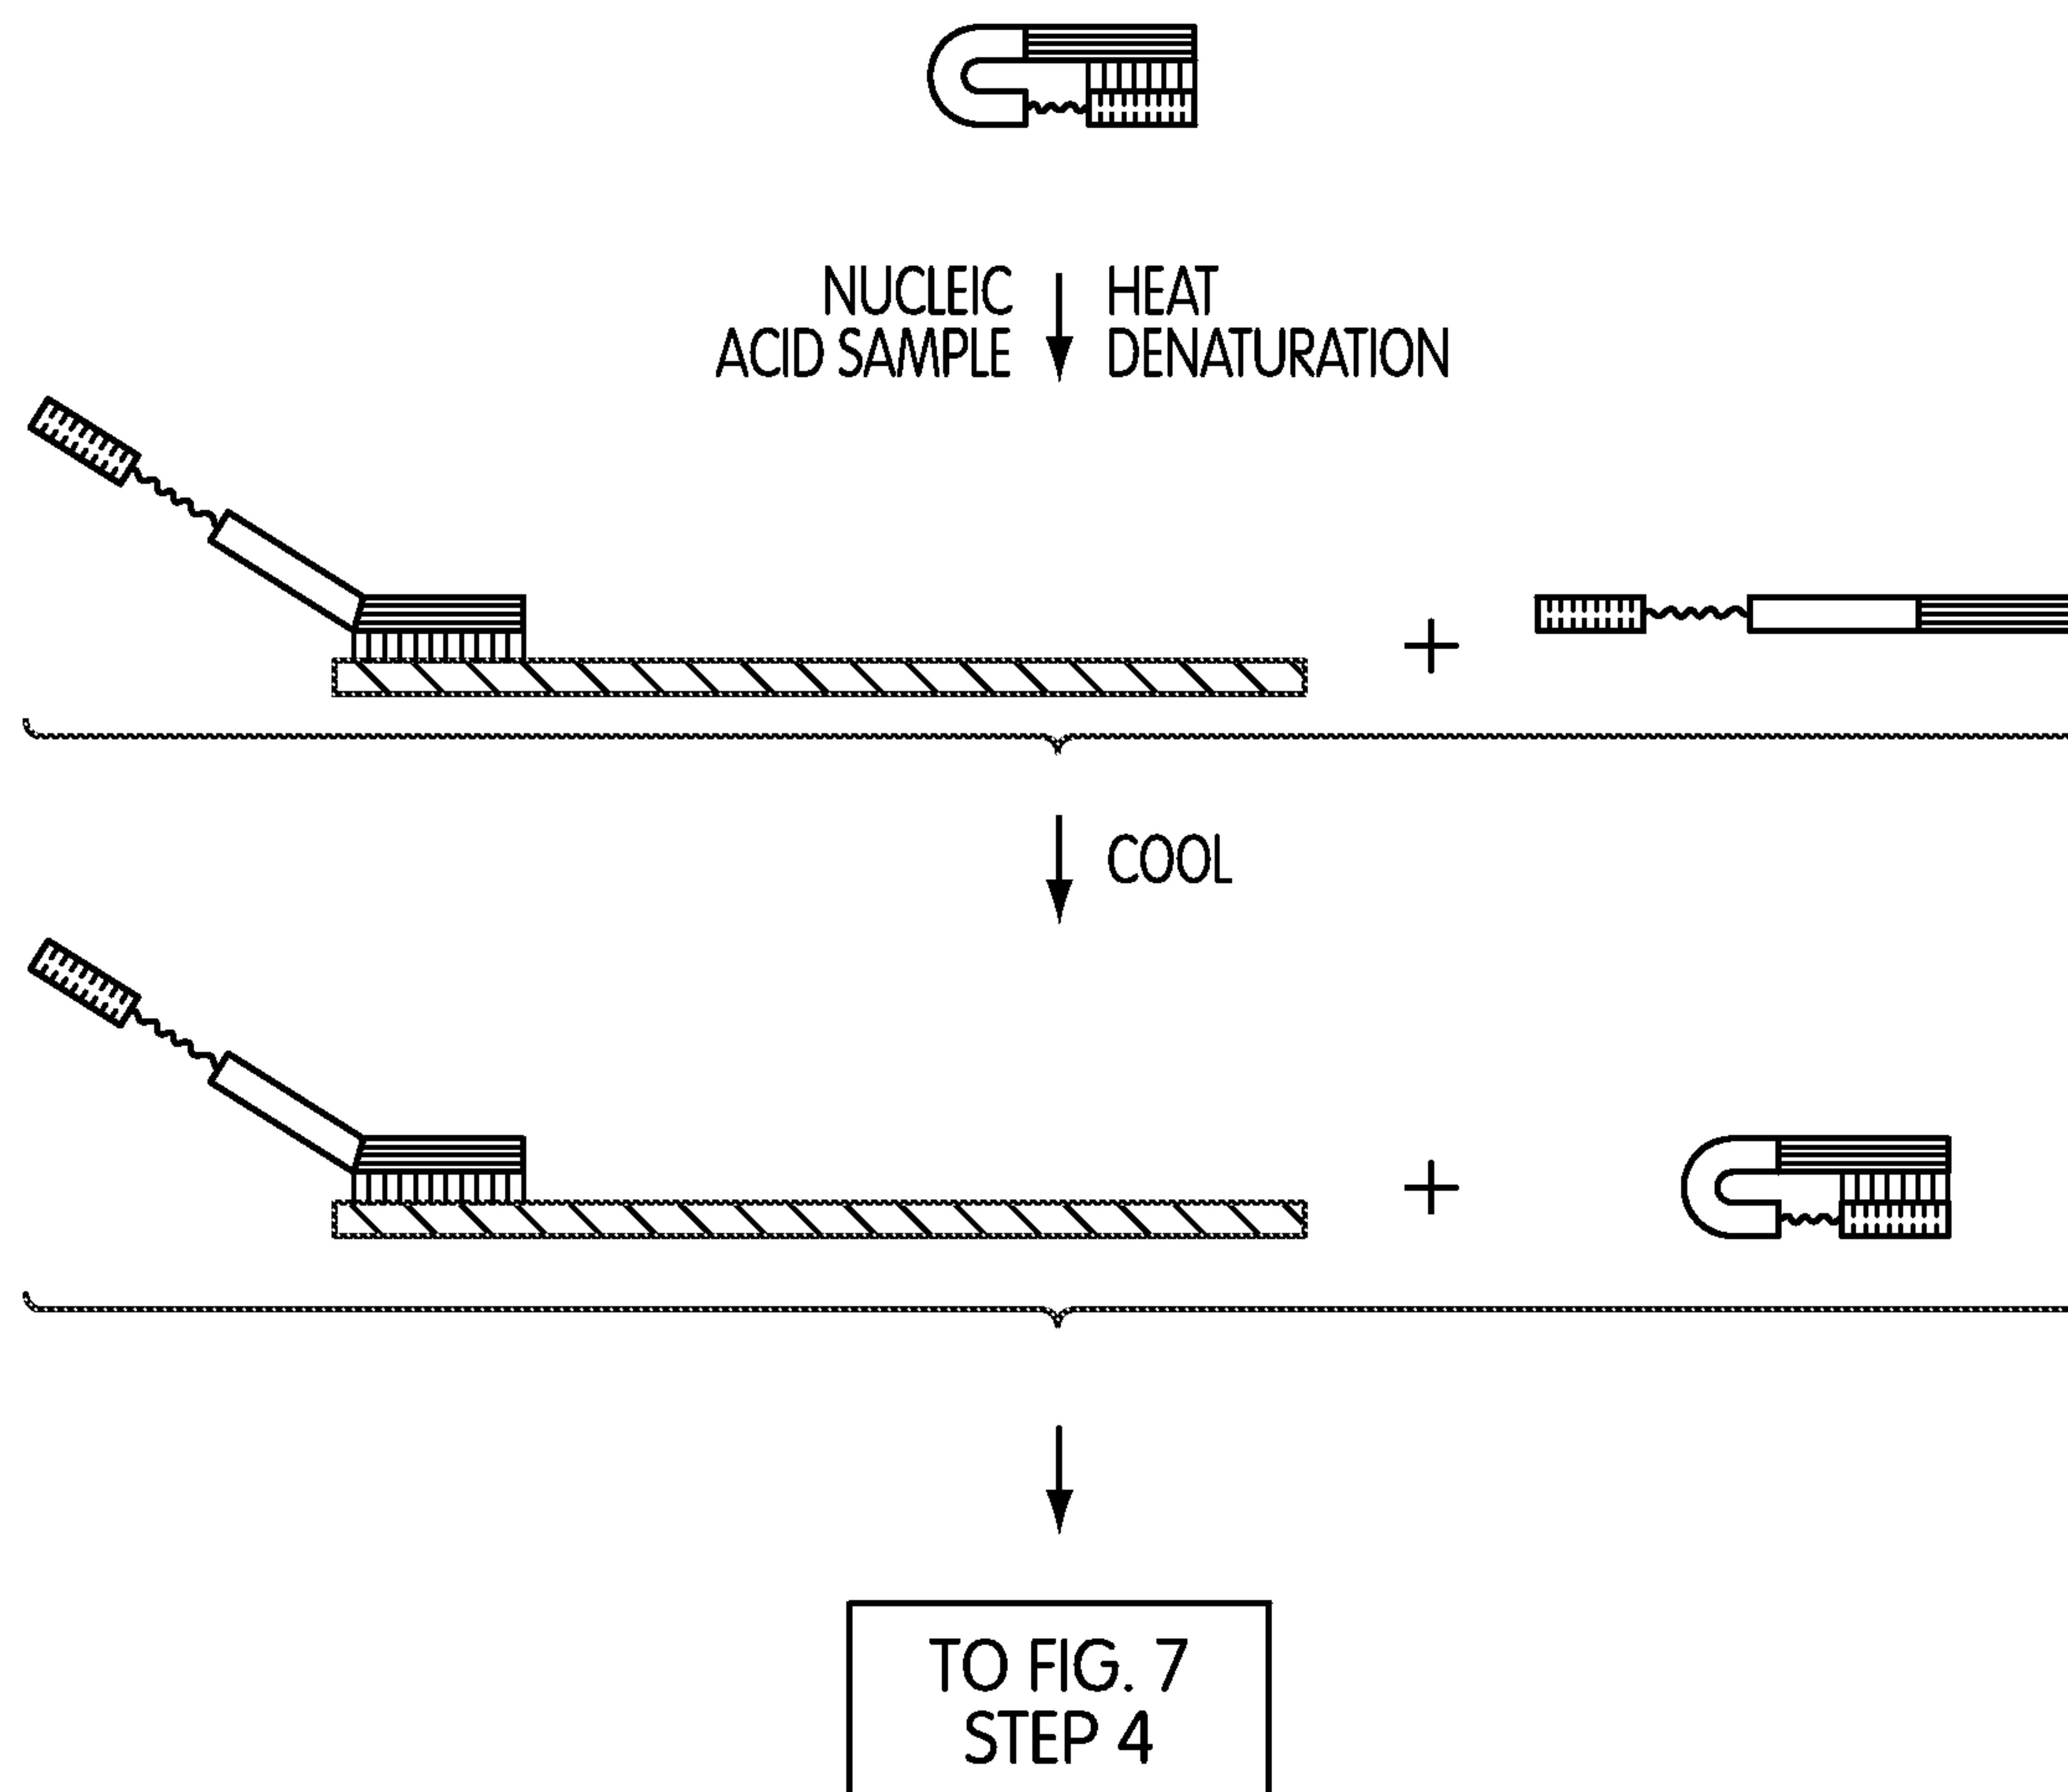 NUCLEIC
ACID SAMPLE
HEAT
DENATURATION
COOL
TO FIG. 7
STEP 4